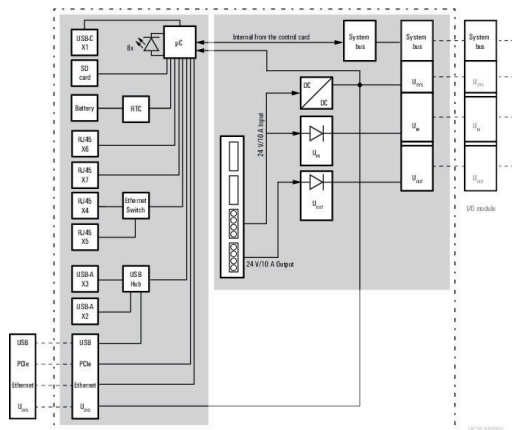 USB-C
X1
SD
card
Battery
RTC
RJ45
X6
RJ45
X7
RJ45
X4
RJ45
X5
Ethernet
Switch
USB-A
X3
USB-A
X2
USB
Hub
USB
PCIe
Ethernet
U SYS
USB
PCIe
Ethernet
U SYS
8x
µC
Internal from the control card
System
bus
System
bus
System
bus
DC
DC
U SYS
U SYS
24 V/10 A Input
U IN
U IN
U IN
U OUT
U OUT
U OUT
24 V/10 A Output
I/O module